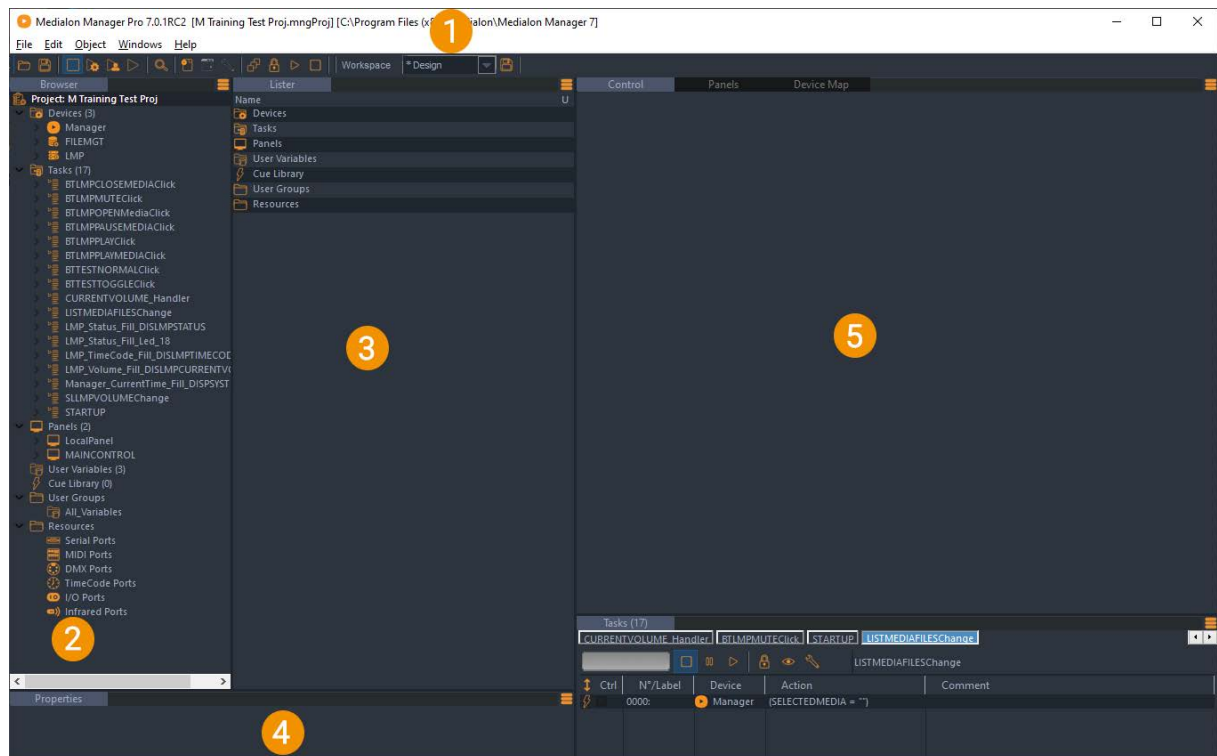 Medialon Manager Pro 7.0.1RC2 [M Training Test Proj.mngProj] [C:\Program Files (x8 dialon\Medialon Manager 7]
1
File Edit Object Windows Help
Workspace * Design
Browser
Project: M Training Test Proj
Devices (3)
Manager
FILEMGT
LMP
Tasks (17)
BTLMPCLOSEMEDIAClick
BTLMPMUTEClick
BTLMPOPENMediaClick
BTLMPPAUSEMEDIAClick
BTLMPPLAYClick
BTLMPPLAYMEDIAClick
BTTESTNORMALClick
BTTESTTOGGLEClick
CURRENTVOLUME_Handler
LISTMEDIAFILESChange
LMP_Status_Fill_DISLMPSTATUS
LMP_Status_Fill_Led_18
LMP_TimeCode_Fill_DISLMPTIMECOD
LMP_Volume_Fill_DISLMPCURRENTV
Manager_CurrentTime_Fill_DISPSYST
SLLMPVOLUMEChange
STARTUP
Panels (2)
LocalPanel
MAINCONTROL
User Variables (3)
Cue Library (0)
User Groups
All_Variables
Resources
Serial Ports
MIDI Ports
DMX Ports
TimeCode Ports
I/O Ports
Infrared Ports
2
Lister
Name U
Devices
Tasks
Panels
User Variables
Cue Library
User Groups
Resources
3
Properties
4
Control Panels Device Map
5
Tasks (17)
CURRENTVOLUME_Handler BTLMPMUTEClick STARTUP LISTMEDIAFILESChange
LISTMEDIAFILESChange
Ctrl N°/Label Device Action Comment
0000: Manager (SELECTEDMEDIA = "")